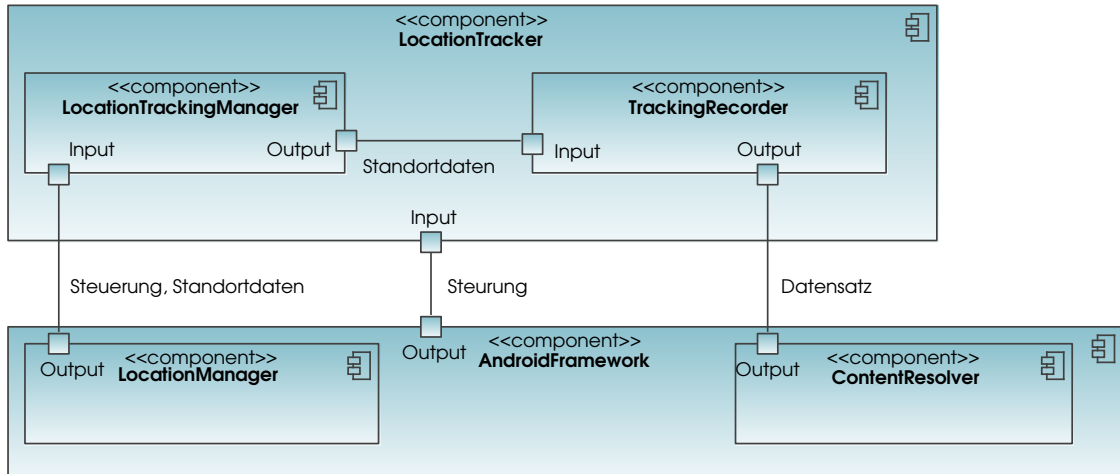 <<component>>
LocationTracker
<<component>>
LocationTrackingManager
<<component>>
TrackingRecorder
Input
Output
Standortdaten
Input
Output
Input
Steuerung, Standortdaten
Steurung
Datensatz
Output
<<component>>
LocationManager
Output
<<component>>
AndroidFramework
Output
<<component>>
ContentResolver